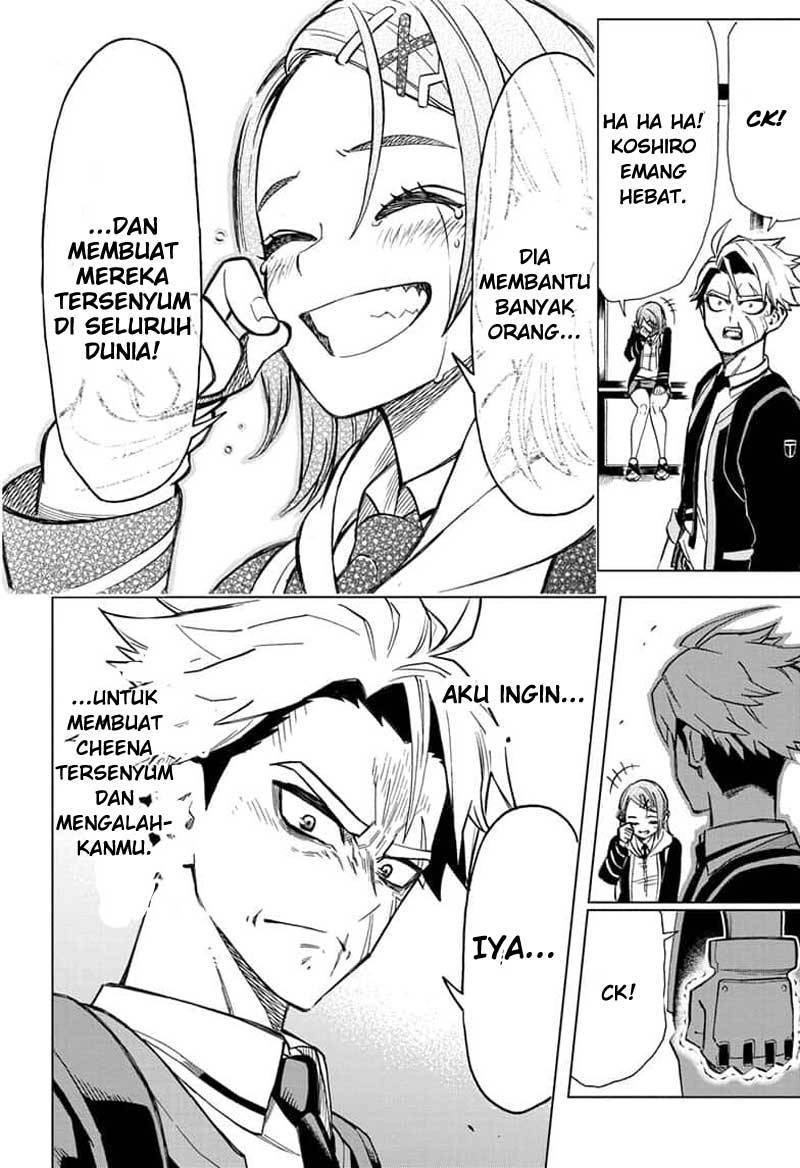 CK!
HA HA HA!
KOSHIRO
EMANG
HEBAT.
DIA
MEMBANTU
BANYAK
ORANG...
...DAN
MEMBUAT
MEREKA
TERSENYUM
DI SELURUH
DUNIA!
CK!
AKU INGIN...
...UNTUK
MEMBUAT
CHEENA
TERSENYUM
DAN
MENGALAH-
KANMU.
IYA...